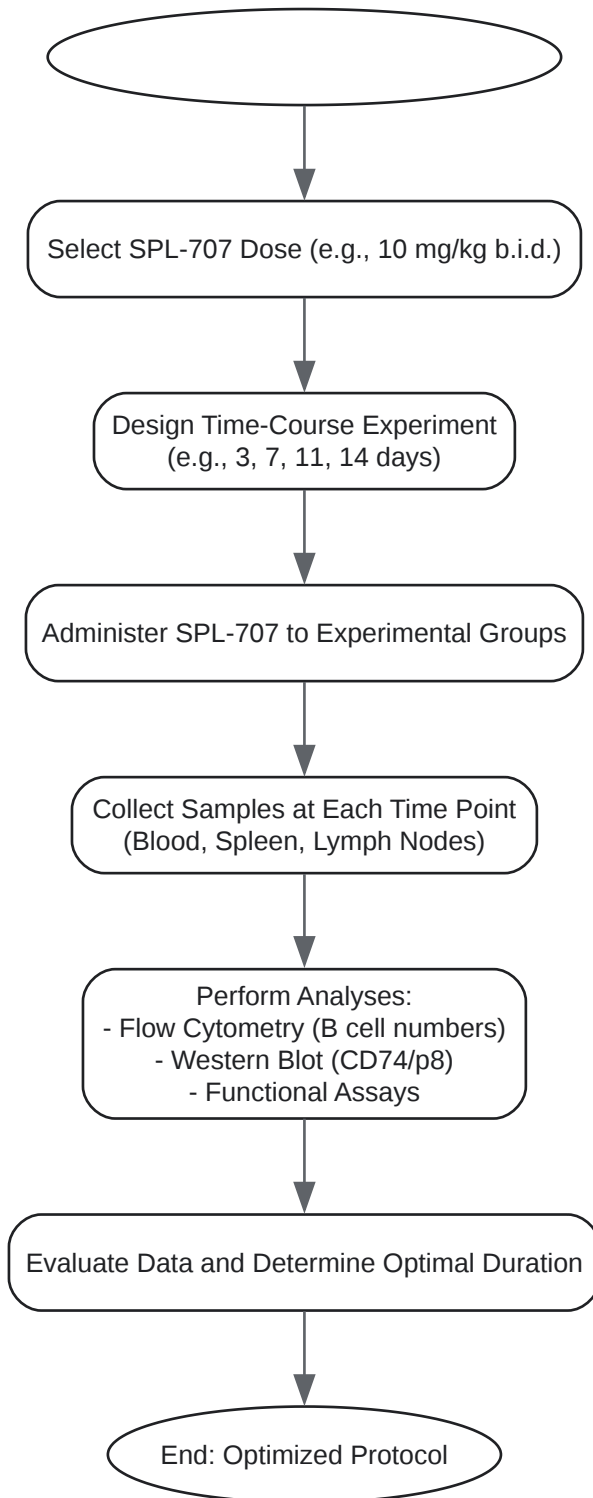 Select SPL-707 Dose (e.g., 10 mg/kg b.i.d.)
Design Time-Course Experiment
(e.g., 3, 7, 11, 14 days)
Administer SPL-707 to Experimental Groups
Collect Samples at Each Time Point
(Blood, Spleen, Lymph Nodes)
Perform Analyses:
- Flow Cytometry (B cell numbers)
- Western Blot (CD74/p8)
- Functional Assays
Evaluate Data and Determine Optimal Duration
End: Optimized Protocol